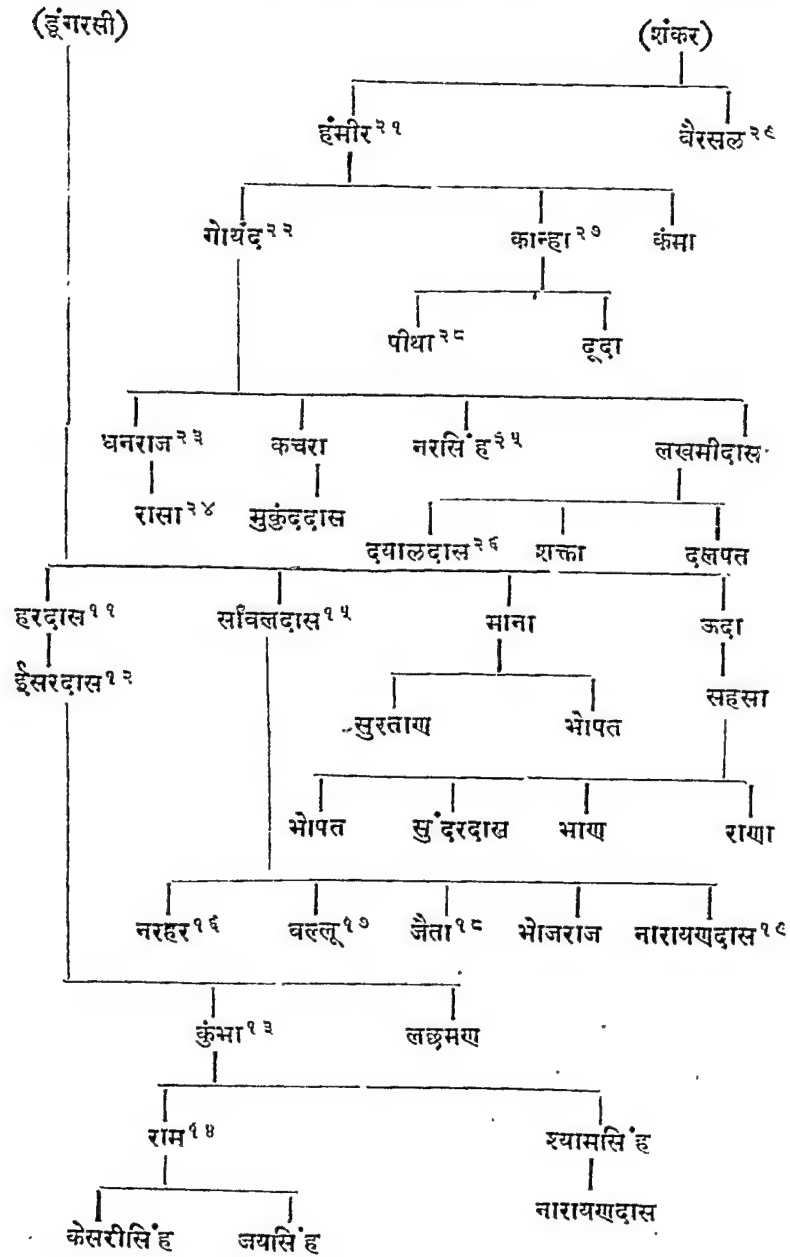 (डूंगरसी) (शंकर)
हंमीर२१ वैरसल२९
गोयंद२२ कान्हा२७ कंमा
पीथा२८ दूदा
धनराज२३ कचरा नरसिंह२५ लखमीदास
रासा२४ मुकुंददास
दयालदास२६ शक्ता दलपत
हरदास११ सांवलदास१५ माना ऊदा
ईसरदास१२ सहसा
सुरताण भोपत
भोपत सुंदरदास भाण राणा
नरहर१६ वल्लू१७ जैता१८ भोजराज नारायणदास१९
कुंभा१३ लछमण
राम१४ श्यामसिंह
केसरीसिंह जयसिंह नारायणदास